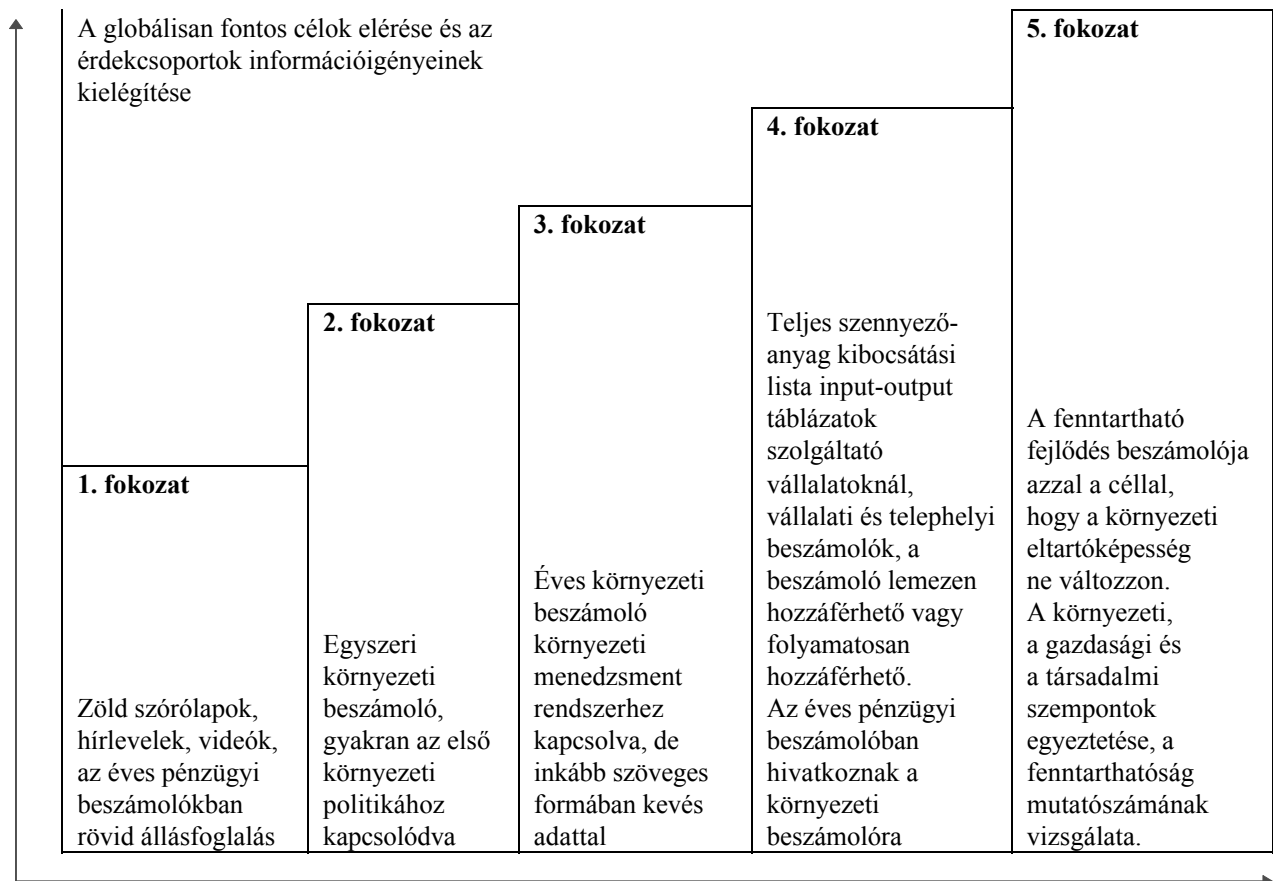 A globálisan fontos célok elérése és az
érdekcsoportok információigényeinek
kielégítése
1. fokozat
Zöld szórólapok,
hírlevelek, videók,
az éves pénzügyi
beszámolókban
rövid állásfoglalás
2. fokozat
Egyszeri
környezeti
beszámoló,
gyakran az első
környezeti
politikához
kapcsolódva
3. fokozat
Éves környezeti
beszámoló
környezeti
menedzsment
rendszerhez
kapcsolva, de
inkább szöveges
formában kevés
adattal
4. fokozat
Teljes szennyező-
anyag kibocsátási
lista input-output
táblázatok
szolgáltató
vállalatoknál,
vállalati és telephelyi
beszámolók, a
beszámoló lemezen
hozzáférhető vagy
folyamatosan
hozzáférhető.
Az éves pénzügyi
beszámolóban
hivatkoznak a
környezeti
beszámolóra
5. fokozat
A fenntartható
fejlődés beszámolója
azzal a céllal,
hogy a környezeti
eltartóképesség
ne változzon.
A környezeti,
a gazdasági és
a társadalmi
szempontok
egyeztetése, a
fenntarthatóság
mutatószámának
vizsgálata.